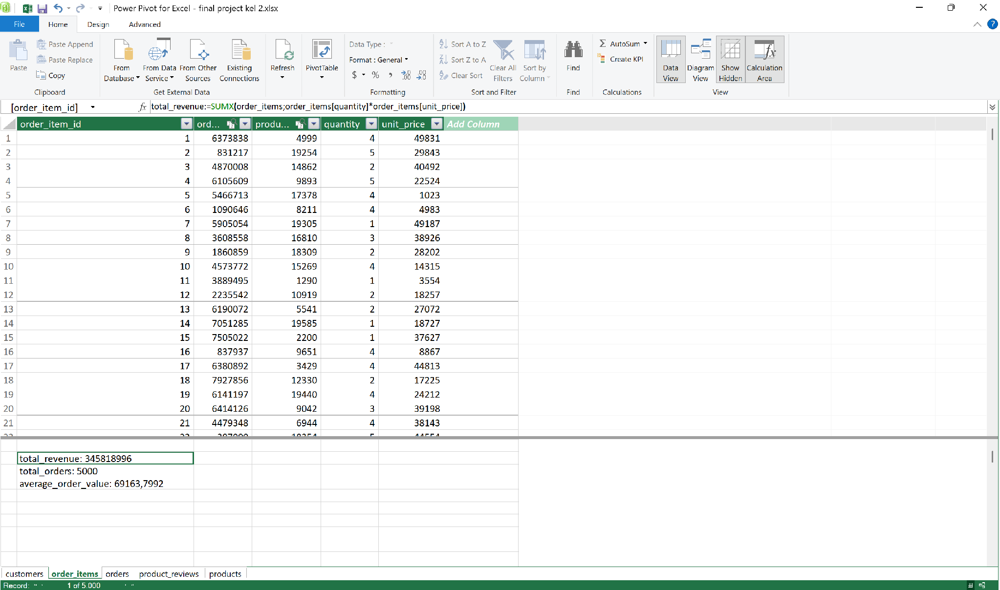 Power Pivot for Excel - final project kel 2.xlsx
File Home Design Advanced
Paste
Paste Append
Paste Replace
Copy
Clipboard
From Database
From Data Service
From Other Sources
Existing Connections
Get External Data
Refresh
PivotTable
Data Type :
Format : General
$ % , .00 .00
Formatting
Sort A to Z
Sort Z to A
Clear Sort
Clear All Filters
Sort by Column
Sort and Filter
Find
Find
AutoSum
Create KPI
Calculations
Data View
Diagram View
Show Hidden
Calculation Area
View
[order_item_id] fx total_revenue:=SUMX(order_items;order_items[quantity]*order_items[unit_price])
order_item_id ord... produ... quantity unit_price Add Column
1 1 6373838 4999 4 49831
2 2 831217 19254 5 29843
3 3 4870008 14862 2 40492
4 4 6105609 9893 5 22524
5 5 5466713 17378 4 1023
6 6 1090646 8211 4 4983
7 7 5905054 19305 1 49187
8 8 3608558 16810 3 38926
9 9 1860859 18309 2 28202
10 10 4573772 15269 4 14315
11 11 3889495 1290 1 3554
12 12 2235542 10919 2 18257
13 13 6190072 5541 2 27072
14 14 7051285 19585 1 18727
15 15 7505022 2200 1 37627
16 16 837937 9651 4 8867
17 17 6380892 3429 4 44813
18 18 7927856 12330 2 17225
19 19 6141197 19440 4 24212
20 20 6414126 9042 3 39198
21 21 4479348 6944 4 38143
total_revenue: 345818996
total_orders: 5000
average_order_value: 69163,7992
customers order_items orders product_reviews products
Record: 1 of 5.000